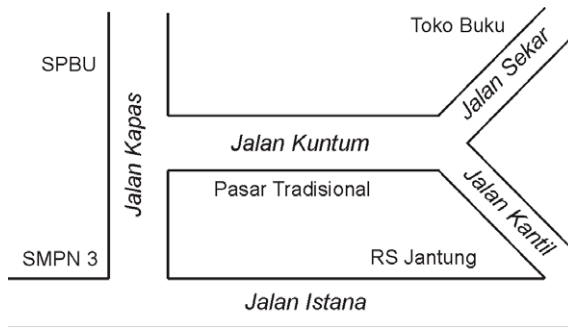 Toko Buku
SPBU
Jalan Sekar
Jalan Kapas
Jalan Kuntum
Pasar Tradisional
Jalan Kantil
SMPN 3
RS Jantung
Jalan Istana